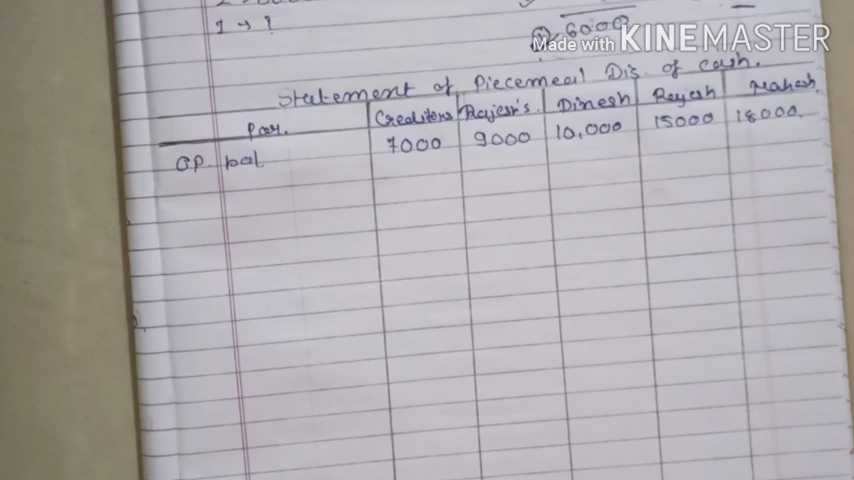 1 → ?
6000
Made with KINEMASTER
Statement of Piecemeal Dis. of cash.
Par. Creditors Rajesh's. Dinesh Rajesh Mahesh
OP. bal 7000 9000 10,000 15000 18000